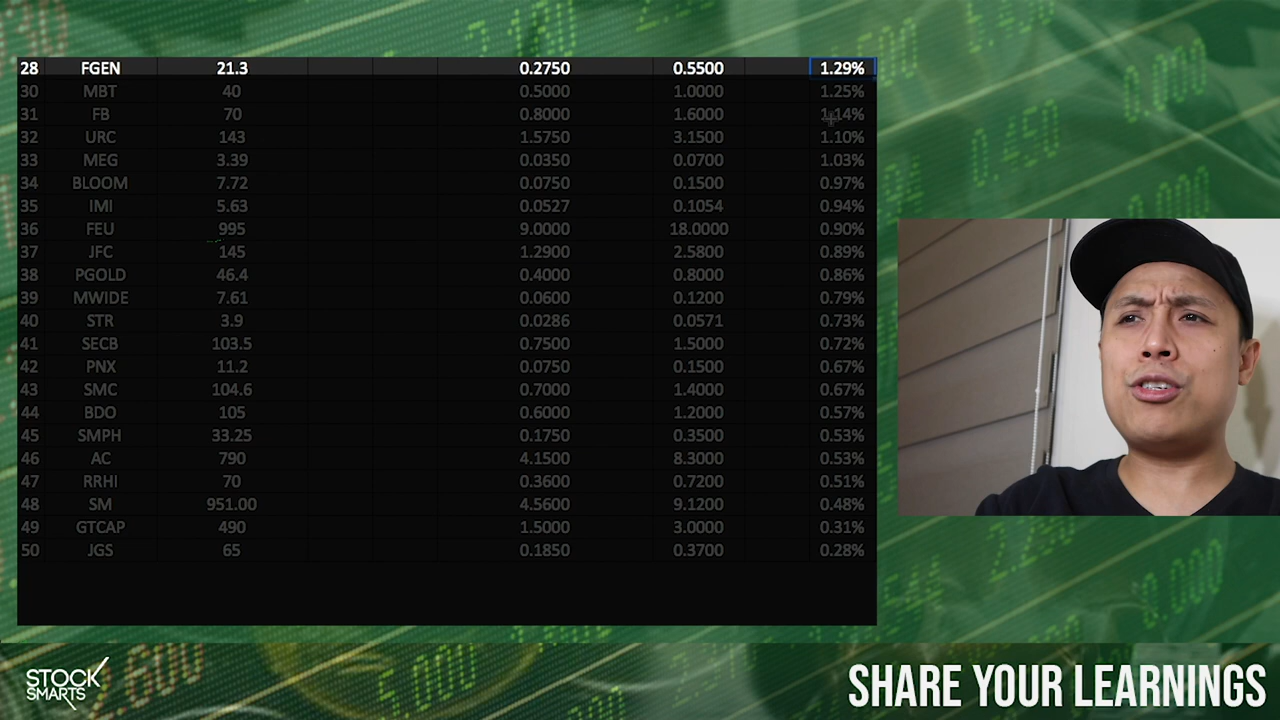 28 FGEN 21.3 0.2750 0.5500 1.29%
30 MBT 40 0.5000 1.0000 1.25%
31 FB 70 0.8000 1.6000 1.14%
32 URC 143 1.5750 3.1500 1.10%
33 MEG 3.39 0.0350 0.0700 1.03%
34 BLOOM 7.72 0.0750 0.1500 0.97%
35 IMI 5.63 0.0527 0.1054 0.94%
36 FEU 995 9.0000 18.0000 0.90%
37 JFC 145 1.2900 2.5800 0.89%
38 PGOLD 46.4 0.4000 0.8000 0.86%
39 MWIDE 7.61 0.0600 0.1200 0.79%
40 STR 3.9 0.0286 0.0571 0.73%
41 SECB 103.5 0.7500 1.5000 0.72%
42 PNX 11.2 0.0750 0.1500 0.67%
43 SMC 104.6 0.7000 1.4000 0.67%
44 BDO 105 0.6000 1.2000 0.57%
45 SMPH 33.25 0.1750 0.3500 0.53%
46 AC 790 4.1500 8.3000 0.53%
47 RRHI 70 0.3600 0.7200 0.51%
48 SM 951.00 4.5600 9.1200 0.48%
49 GTCAP 490 1.5000 3.0000 0.31%
50 JGS 65 0.1850 0.3700 0.28%
STOCK
SMARTS
SHARE YOUR LEARNINGS